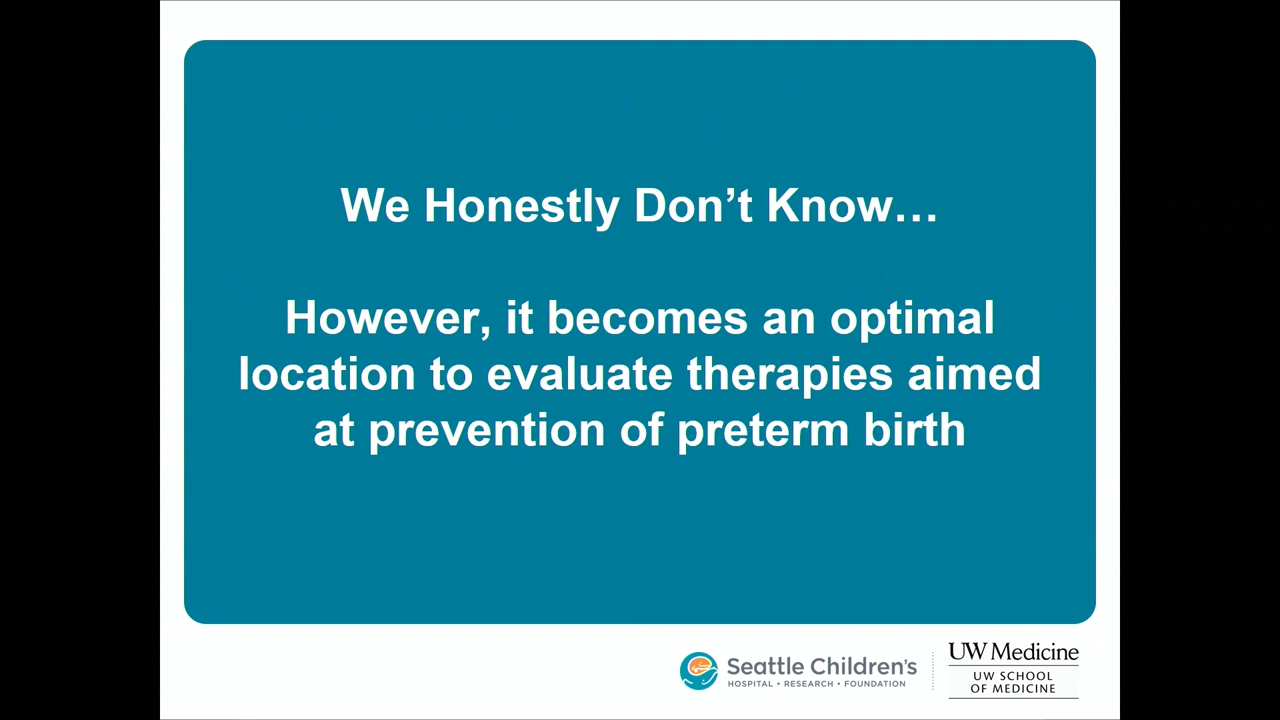 We Honestly Don’t Know…
However, it becomes an optimal
location to evaluate therapies aimed
at prevention of preterm birth
Seattle Children’s
HOSPITAL • RESEARCH • FOUNDATION
UW Medicine
UW SCHOOL
OF MEDICINE